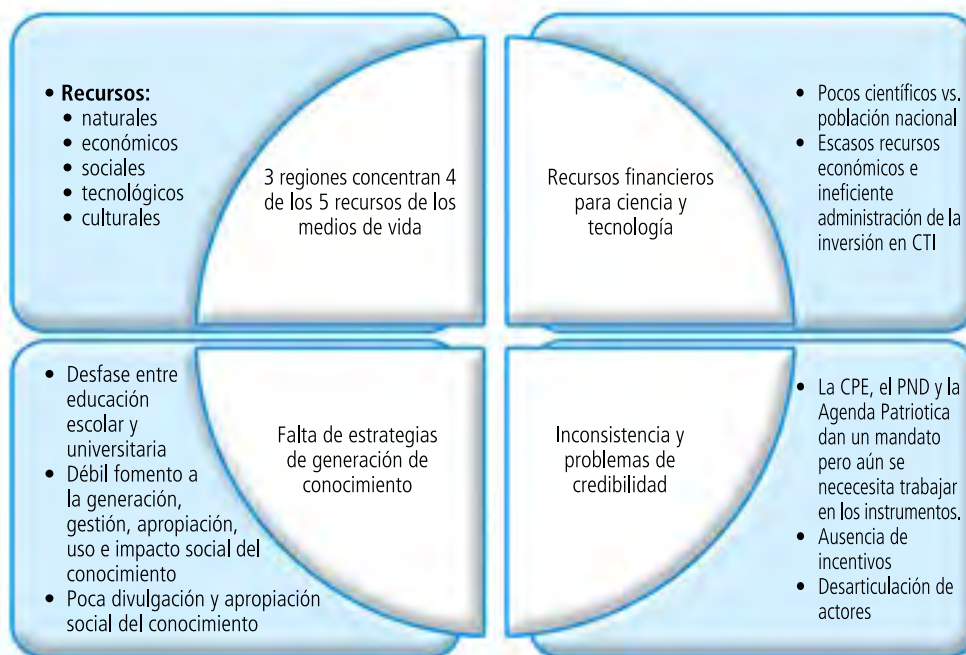 • Recursos:
• naturales
• económicos
• sociales
• tecnológicos
• culturales
3 regiones concentran 4
de los 5 recursos de los
medios de vida
Recursos financieros
para ciencia y
tecnología
• Pocos científicos vs.
población nacional
• Escasos recursos
económicos e
ineficiente
administración de la
inversión en CTI
• Desfase entre
educación
escolar y
universitaria
• Débil fomento a
la generación,
gestión, apropiación,
uso e impacto social del
conocimiento
• Poca divulgación y apropiación
social del conocimiento
Falta de estrategias
de generación de
conocimiento
Inconsistencia y
problemas de
credibilidad
• La CPE, el PND y la
Agenda Patriotica
dan un mandato
pero aún se
nececesita trabajar
en los instrumentos.
• Ausencia de
incentivos
• Desarticulación de
actores